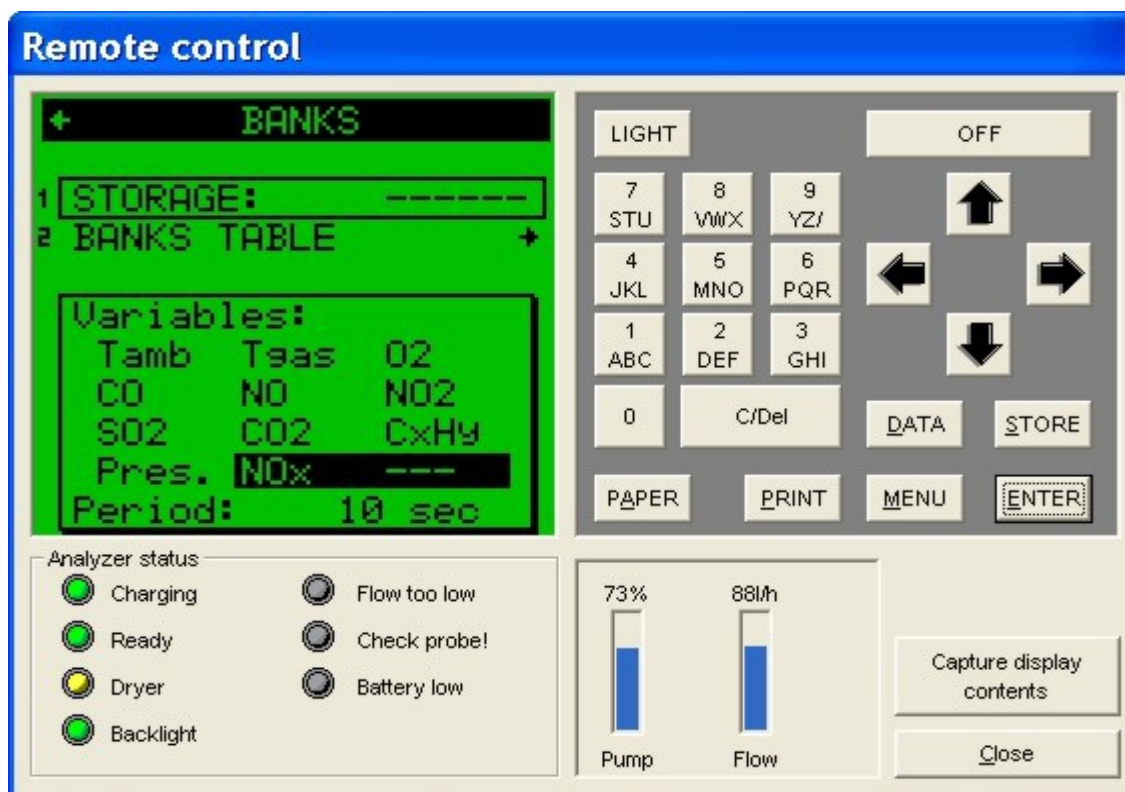 Remote control
← BANKS
1 STORAGE: ------
2 BANKS TABLE →
Variables:
Tamb Tgas O2
CO NO NO2
SO2 CO2 CxHy
Pres. NOx ---
Period: 10 sec
LIGHT OFF
7 8 9
STU VWX YZ/
4 5 6
JKL MNO PQR
1 2 3
ABC DEF GHI
0 C/Del DATA STORE
PAPER PRINT MENU ENTER
Analyzer status
Charging Flow too low
Ready Check probe!
Dryer Battery low
Backlight
73% 88l/h
Pump Flow
Capture display
contents
Close